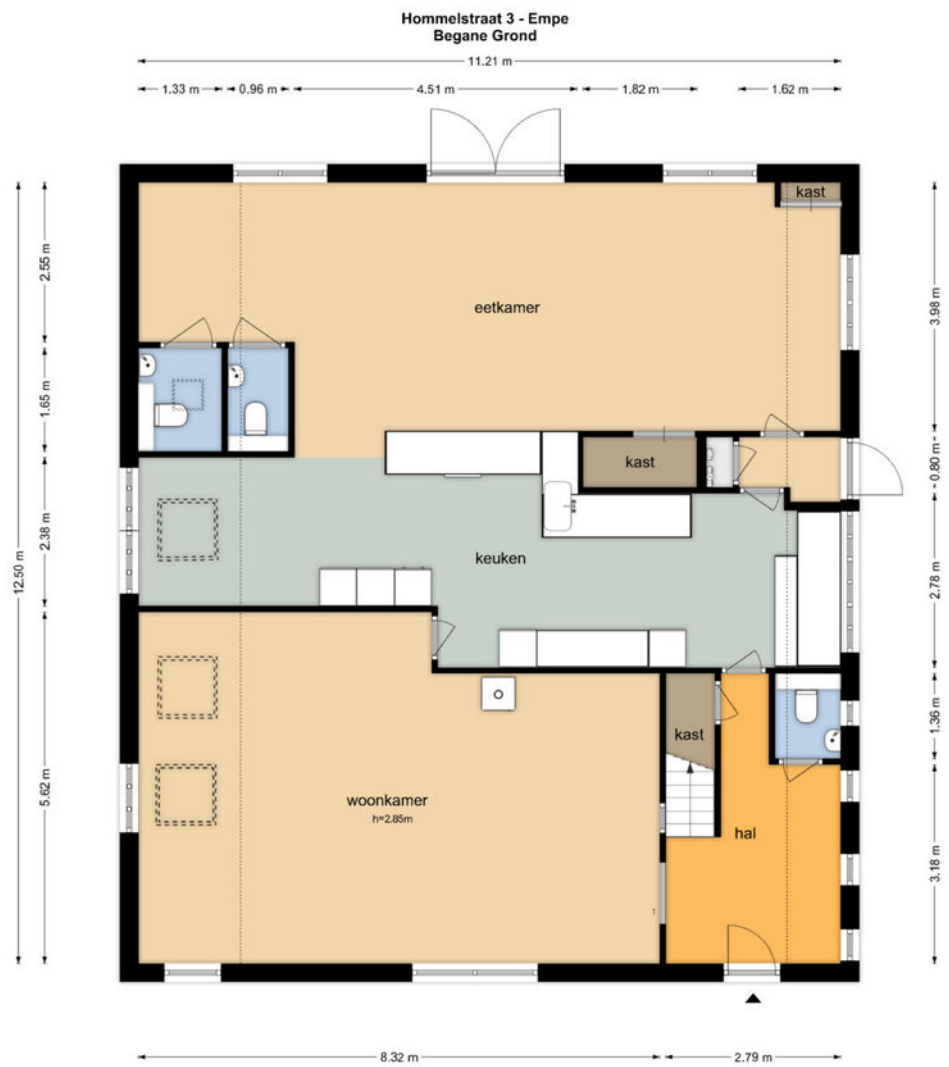 Hommelstraat 3 - Empe
Begane Grond
11.21 m
1.33 m
0.96 m
4.51 m
1.82 m
1.62 m
kast
2.55 m
3.98 m
eetkamer
1.65 m
kast
0.80 m
2.38 m
keuken
12.50 m
2.78 m
1.36 m
kast
5.62 m
woonkamer
h=2.85m
hal
3.18 m
8.32 m
2.79 m